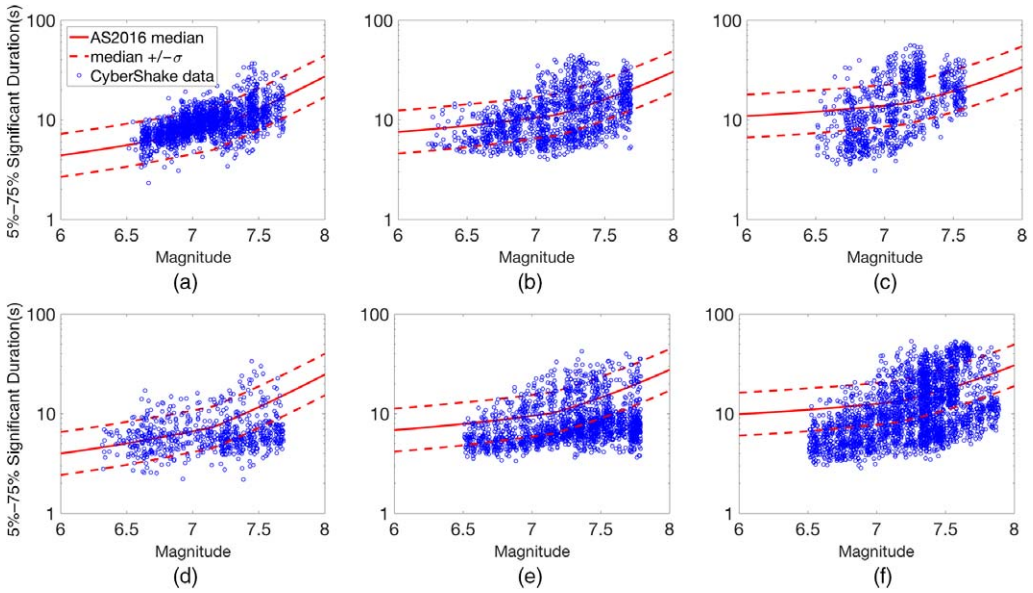 100
10
1
5%–75% Significant Duration(s)
AS2016 median
median +/−σ
CyberShake data
6 6.5 7 7.5 8
Magnitude
(a)
100
10
1
6 6.5 7 7.5 8
Magnitude
(b)
100
10
1
6 6.5 7 7.5 8
Magnitude
(c)
100
10
1
5%–75% Significant Duration(s)
6 6.5 7 7.5 8
Magnitude
(d)
100
10
1
6 6.5 7 7.5 8
Magnitude
(e)
100
10
1
6 6.5 7 7.5 8
Magnitude
(f)